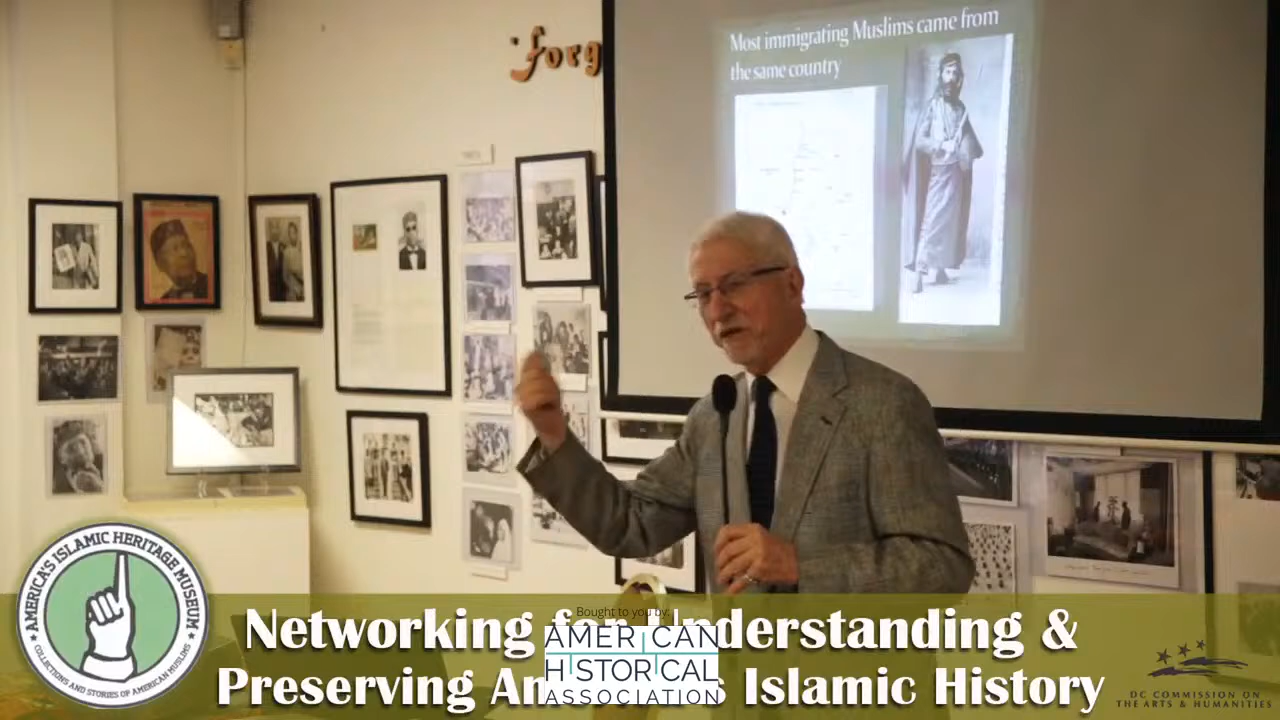 forg
Most immigrating Muslims came from
the same country
AMERICA'S ISLAMIC HERITAGE MUSEUM
COLLECTIONS AND STORIES OF AMERICAN MUSLIMS
Networking for Understanding &
Bought to you by:
AMERICAN
HISTORICAL
ASSOCIATION
Preserving Am s Islamic History
DC COMMISSION ON
THE ARTS & HUMANITIES